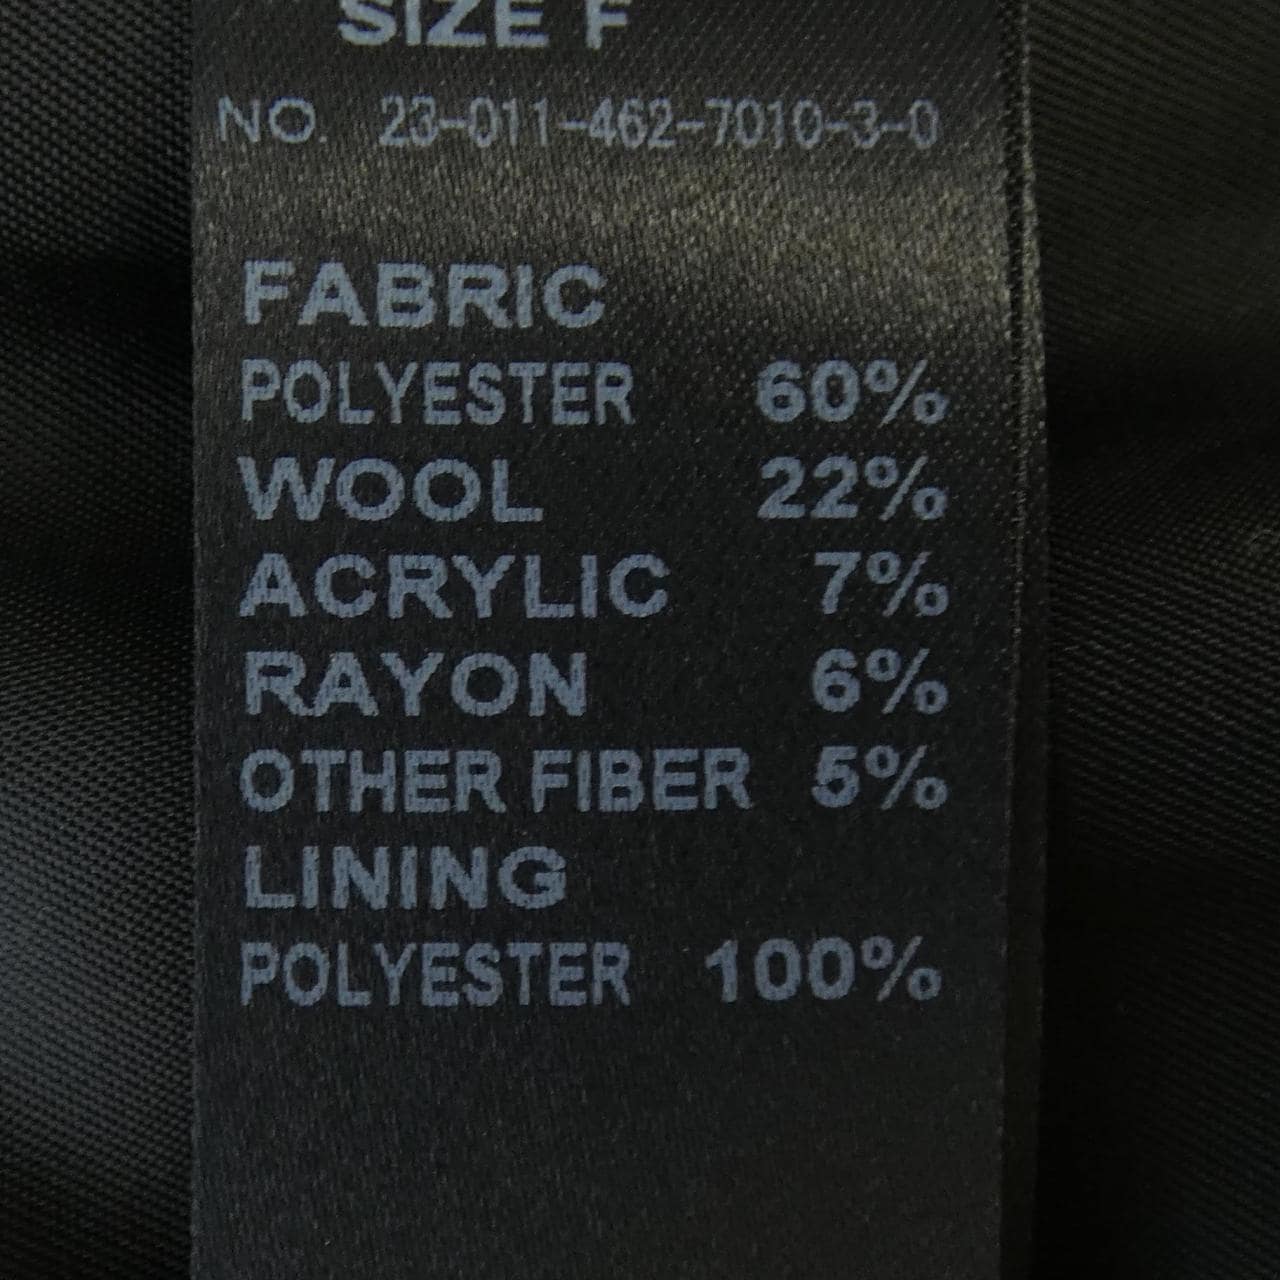 SIZE F
NO. 23-011-462-7010-3-0
FABRIC
POLYESTER 60%
WOOL 22%
ACRYLIC 7%
RAYON 6%
OTHER FIBER 5%
LINING
POLYESTER 100%